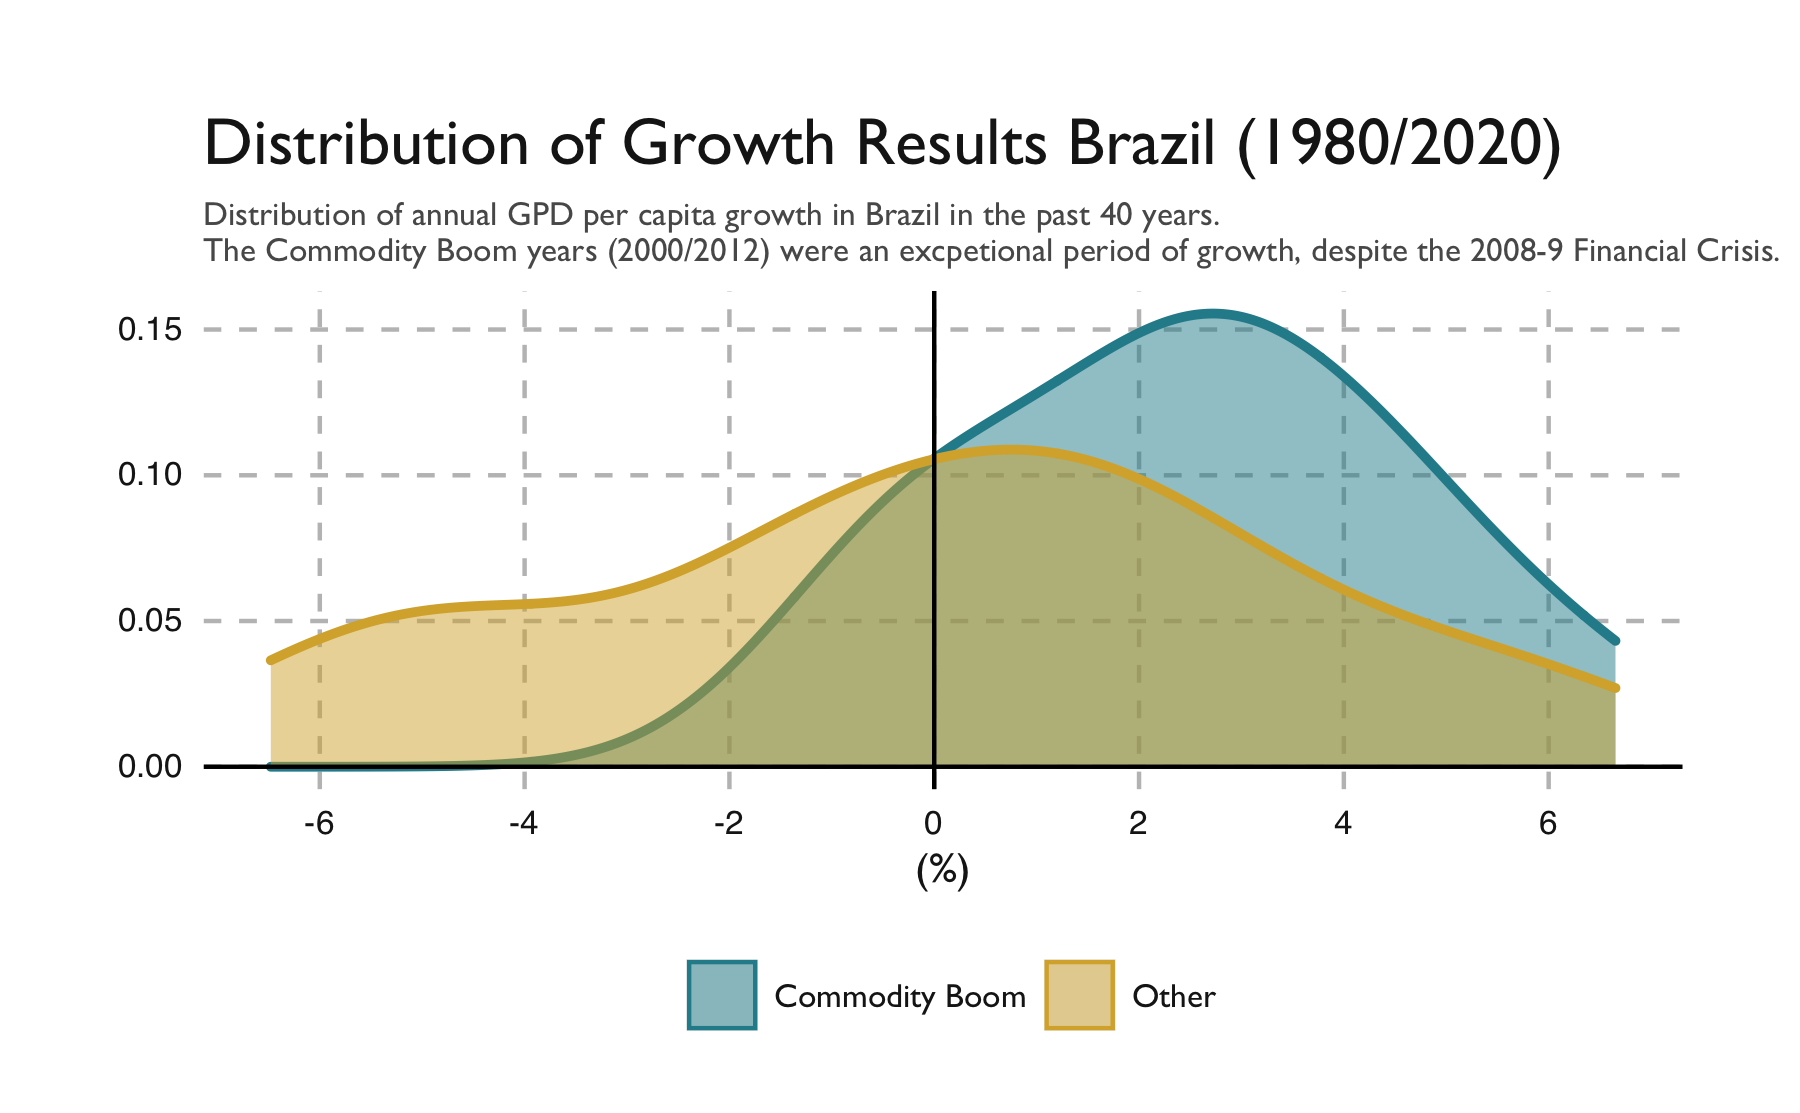 Distribution of Growth Results Brazil (1980/2020)
Distribution of annual GPD per capita growth in Brazil in the past 40 years.
The Commodity Boom years (2000/2012) were an excpetional period of growth, despite the 2008-9 Financial Crisis.
0.15
0.10
0.05
0.00
-6 -4 -2 0 2 4 6
(%)
Commodity Boom Other